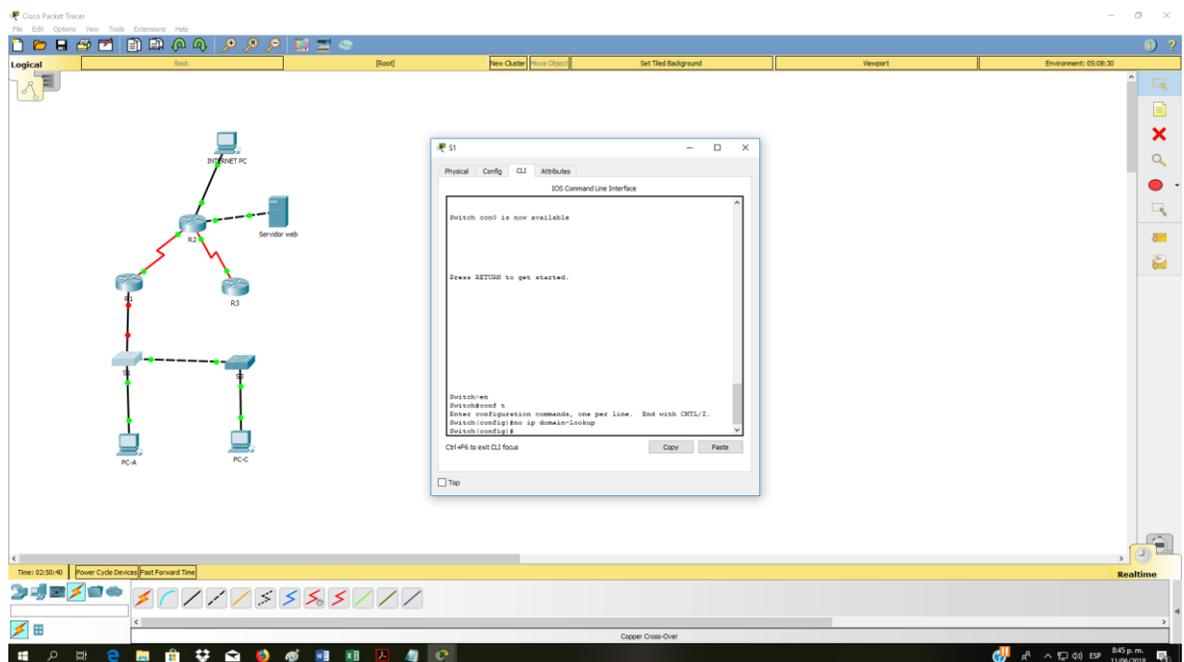 Cisco Packet Tracer
File Edit Options View Tools Extensions Help
Logical
Back
[Root]
New Cluster
Move Object
Set Tiled Background
Viewport
Environment: 05:08:30
INTERNET PC
R2
Servidor web
R1
R3
S1
S3
PC-A
PC-C
S1
Physical Config CLI Attributes
IOS Command Line Interface
Switch con0 is now available
Press RETURN to get started.
Switch>en
Switch#conf t
Enter configuration commands, one per line. End with CNTL/Z.
Switch(config)#no ip domain-lookup
Switch(config)#
Ctrl+F6 to exit CLI focus
Copy
Paste
Top
Time: 02:50:40
Power Cycle Devices
Fast Forward Time
Realtime
Copper Cross-Over
ESP
8:45 p. m.
11/06/2018